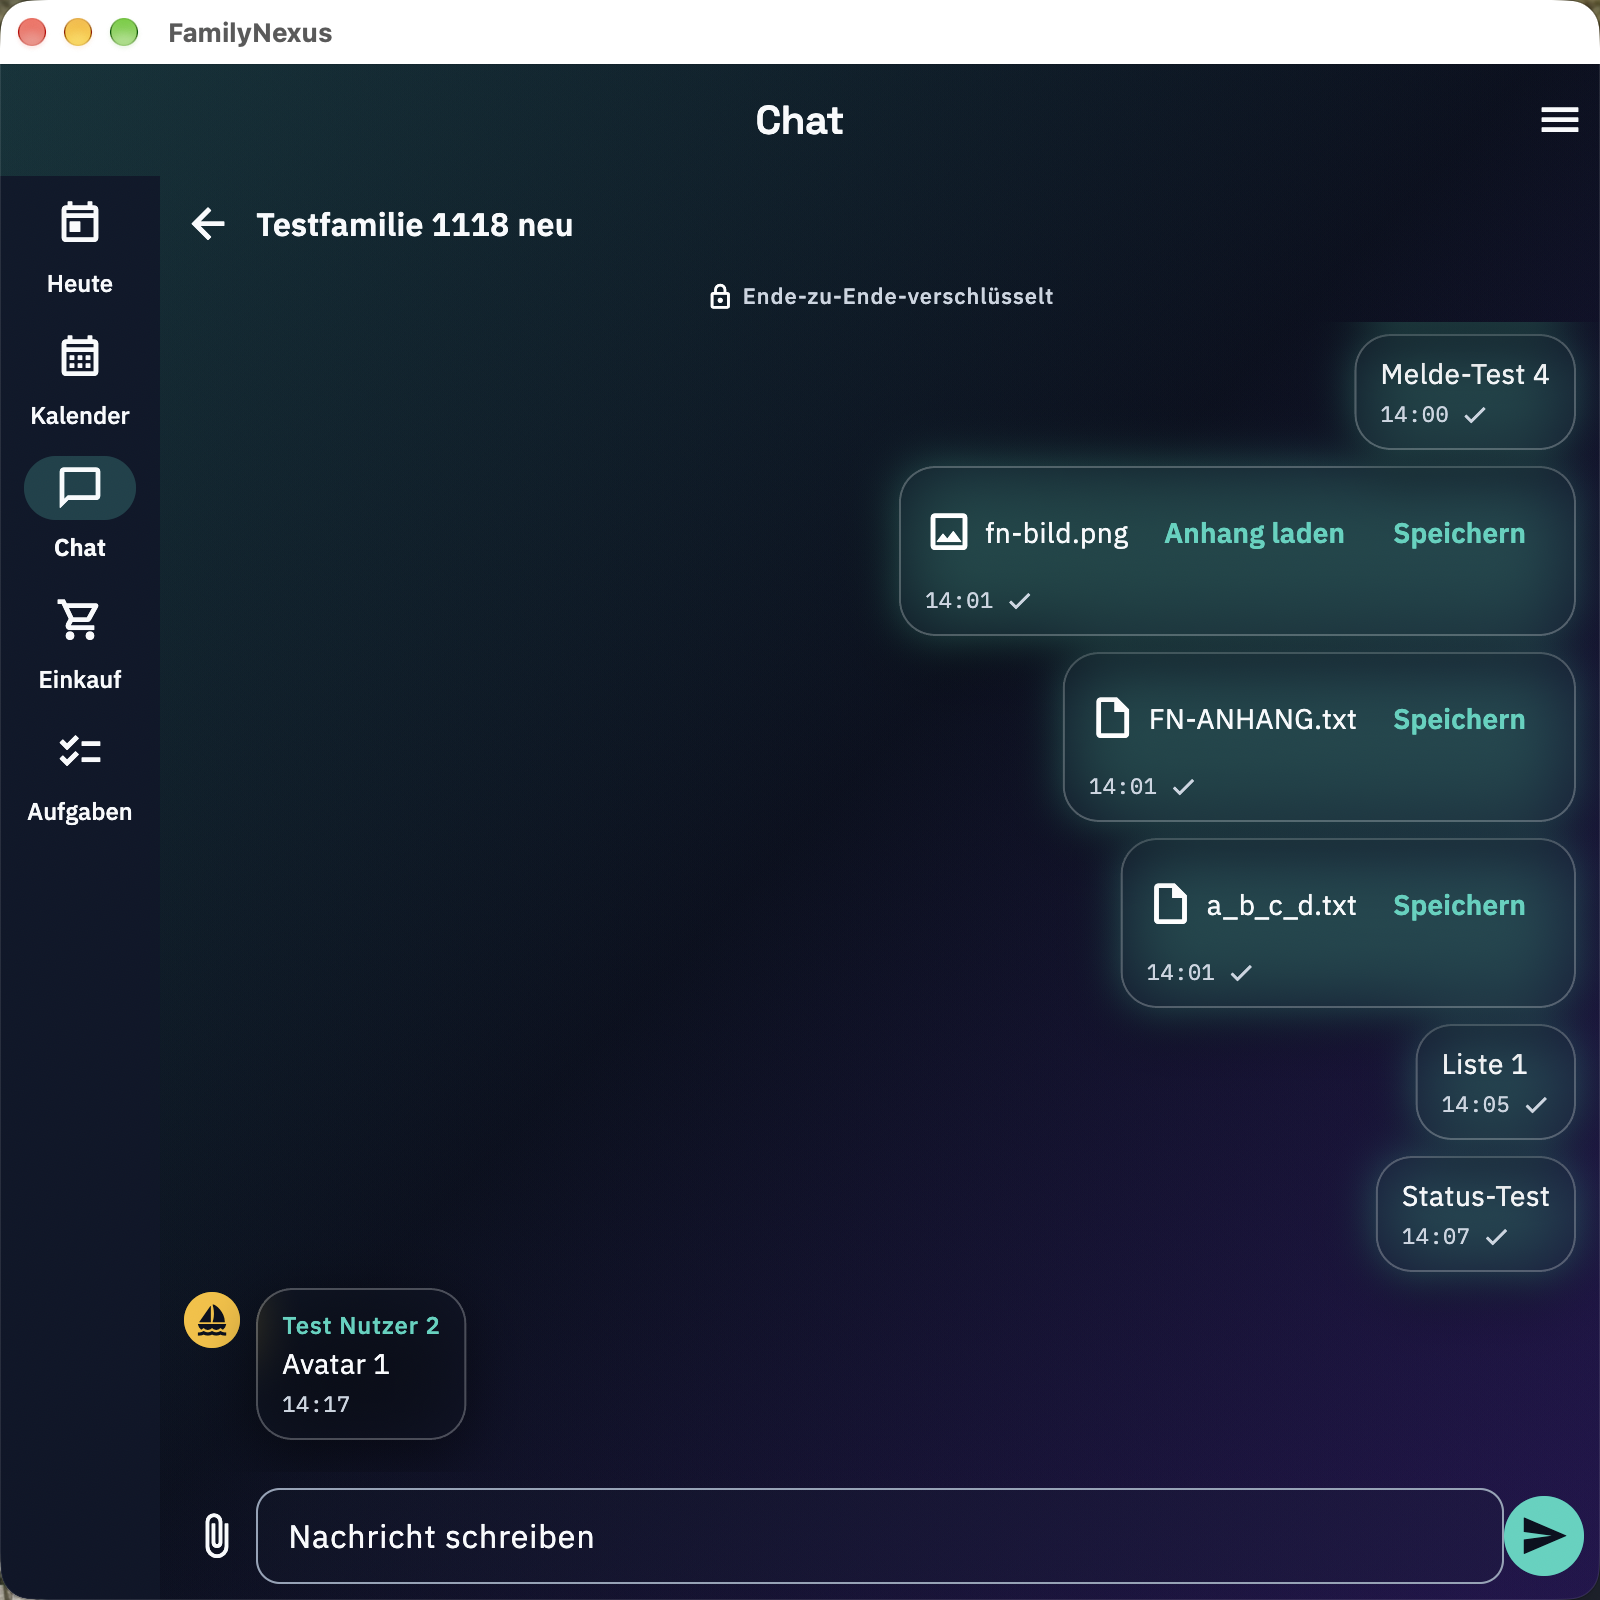 FamilyNexus
Chat
Heute
Kalender
Chat
Einkauf
Aufgaben
Testfamilie 1118 neu
Ende-zu-Ende-verschlüsselt
Melde-Test 4
14:00
fn-bild.png Anhang laden Speichern
14:01
FN-ANHANG.txt Speichern
14:01
a_b_c_d.txt Speichern
14:01
Liste 1
14:05
Status-Test
14:07
Test Nutzer 2
Avatar 1
14:17
Nachricht schreiben